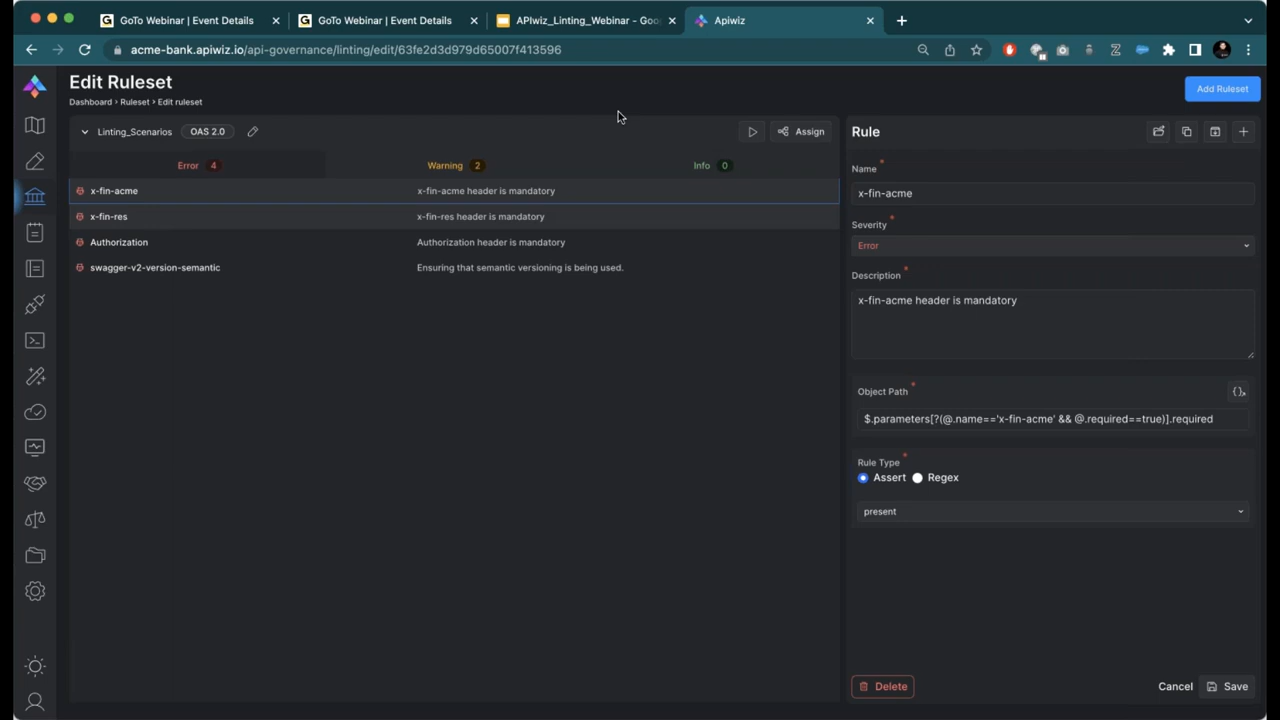 GoTo Webinar | Event Details
GoTo Webinar | Event Details
APIwiz_Linting_Webinar - Goo
Apiwiz
acme-bank.apiwiz.io/api-governance/linting/edit/63fe2d3d979d65007f413596
Edit Ruleset
Dashboard › Ruleset › Edit ruleset
Add Ruleset
Linting_Scenarios OAS 2.0
Assign
Error 4
Warning 2
Info 0
x-fin-acme x-fin-acme header is mandatory
x-fin-res x-fin-res header is mandatory
Authorization Authorization header is mandatory
swagger-v2-version-semantic Ensuring that semantic versioning is being used.
Rule
Name *
x-fin-acme
Severity *
Error
Description *
x-fin-acme header is mandatory
Object Path *
$.parameters[?(@.name=='x-fin-acme' && @.required==true)].required
Rule Type *
Assert Regex
present
Delete
Cancel
Save